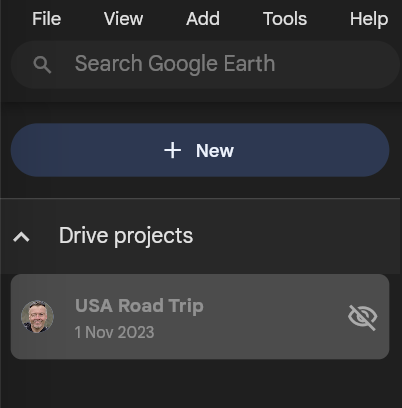 File View Add Tools Help
Search Google Earth
New
Drive projects
USA Road Trip
1 Nov 2023